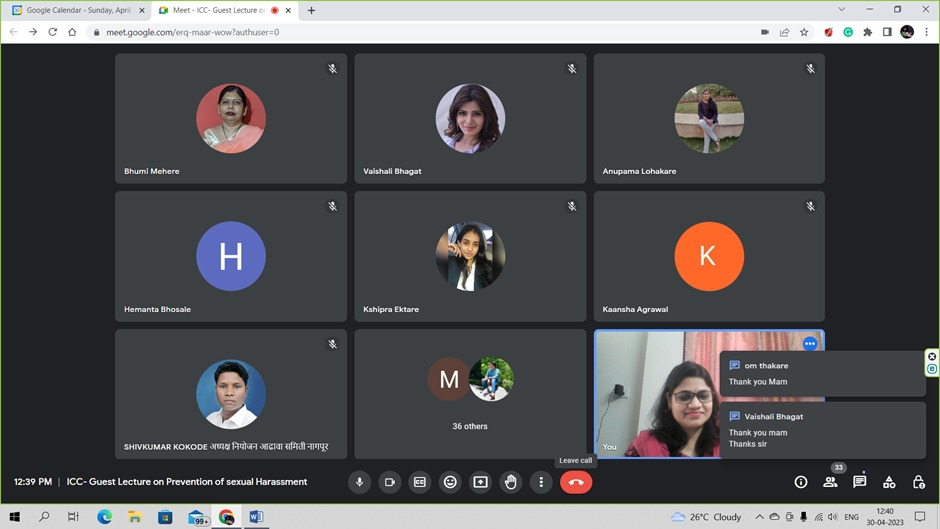 Google Calendar - Sunday, April
Meet - ICC- Guest Lecture on
meet.google.com/erq-maar-wow?authuser=0
Bhumi Mehere
Vaishali Bhagat
Anupama Lohakare
H
K
Hemanta Bhosale
Kshipra Ektare
Kaansha Agrawal
M
36 others
SHIVKUMAR KOKODE अध्यक्ष नियोजन आढावा समिती नागपूर
You
om thakare
Thank you Mam
Vaishali Bhagat
Thank you mam
Thanks sir
Leave call
12:39 PM | ICC- Guest Lecture on Prevention of sexual Harassment
33
99+
26°C Cloudy
ENG
12:40
30-04-2023